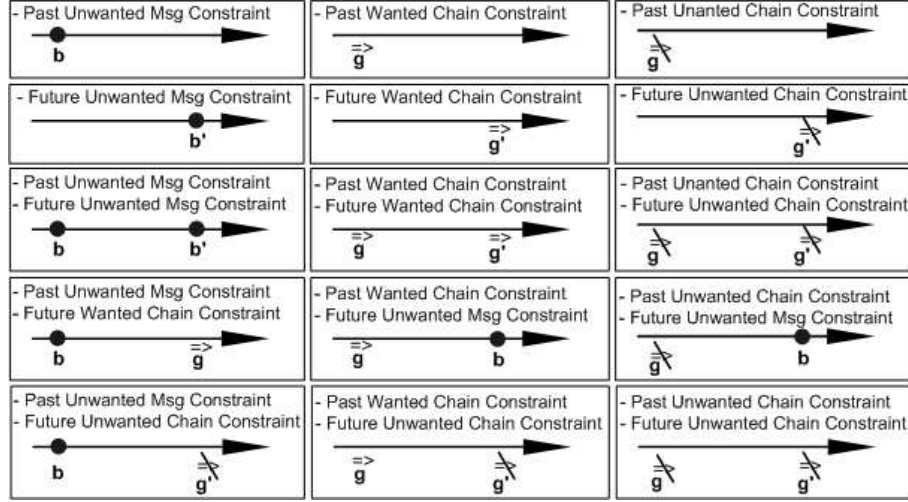 - Past Unwanted Msg Constraint
b
- Past Wanted Chain Constraint
=>
g
- Past Unanted Chain Constraint
=>
g
- Future Unwanted Msg Constraint
b'
- Future Wanted Chain Constraint
=>
g'
- Future Unwanted Chain Constraint
=>
g'
- Past Unwanted Msg Constraint
- Future Unwanted Msg Constraint
b b'
- Past Wanted Chain Constraint
- Future Wanted Chain Constraint
=> =>
g g'
- Past Unanted Chain Constraint
- Future Unwanted Chain Constraint
=> =>
g g'
- Past Unwanted Msg Constraint
- Future Wanted Chain Constraint
=>
b g
- Past Wanted Chain Constraint
- Future Unwanted Msg Constraint
=>
g b
- Past Unwanted Chain Constraint
- Future Unwanted Msg Constraint
=>
g b
- Past Unwanted Msg Constraint
- Future Unwanted Chain Constraint
=>
b g'
- Past Wanted Chain Constraint
- Future Unwanted Chain Constraint
=> =>
g g'
- Past Unwanted Chain Constraint
- Future Unwanted Chain Constraint
=> =>
g g'